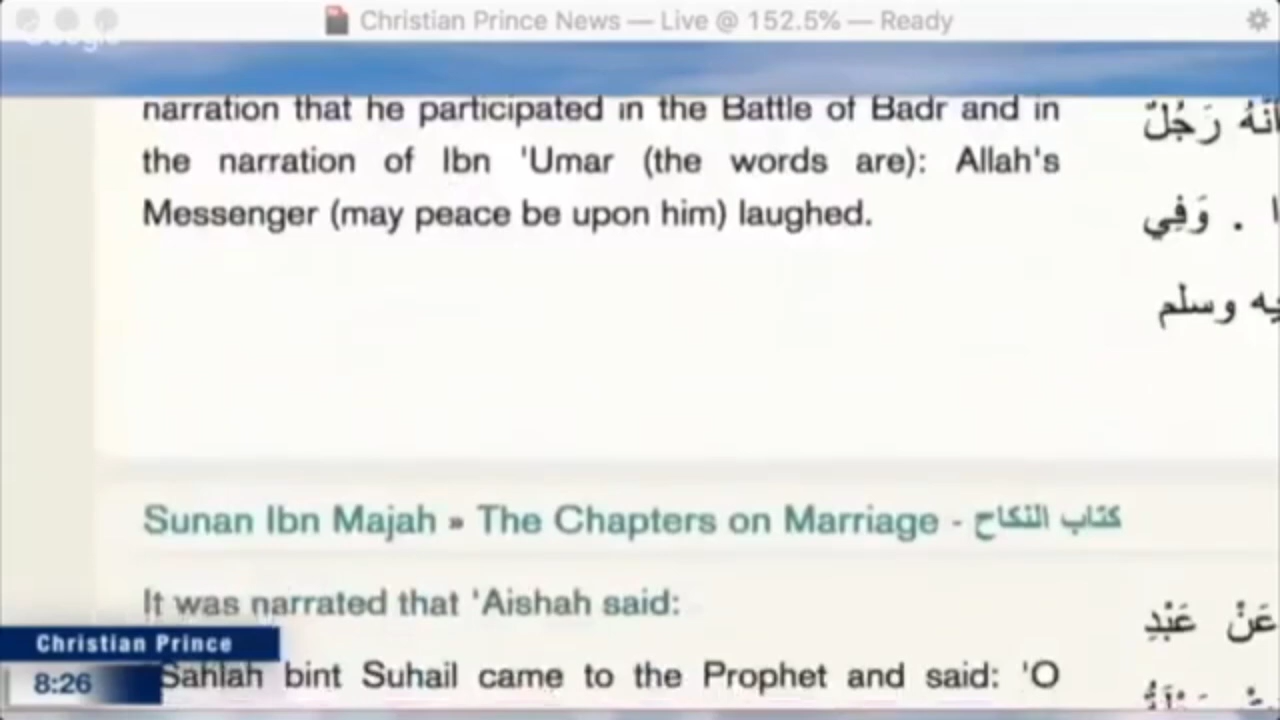 Christian Prince News — Live @ 152.5% — Ready
Google
narration that he participated in the Battle of Badr and in
the narration of Ibn 'Umar (the words are): Allah's
Messenger (may peace be upon him) laughed.
أَنَّهُ رَجُلٌ
. وَفِي
وسلم
Sunan Ibn Majah » The Chapters on Marriage - كتاب النكاح
It was narrated that 'Aishah said:
Sahlah bint Suhail came to the Prophet and said: 'O
عَنْ عَبْدِ
Christian Prince
8:26